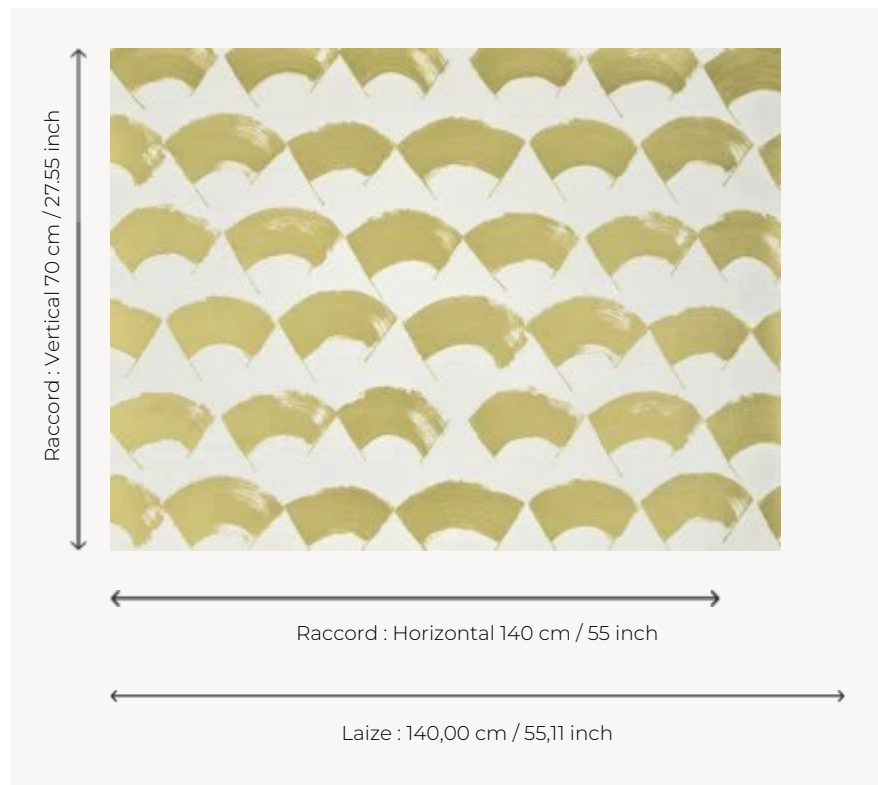 Raccord : Vertical 70 cm / 27.55 inch
Raccord : Horizontal 140 cm / 55 inch
Laize : 140,00 cm / 55,11 inch